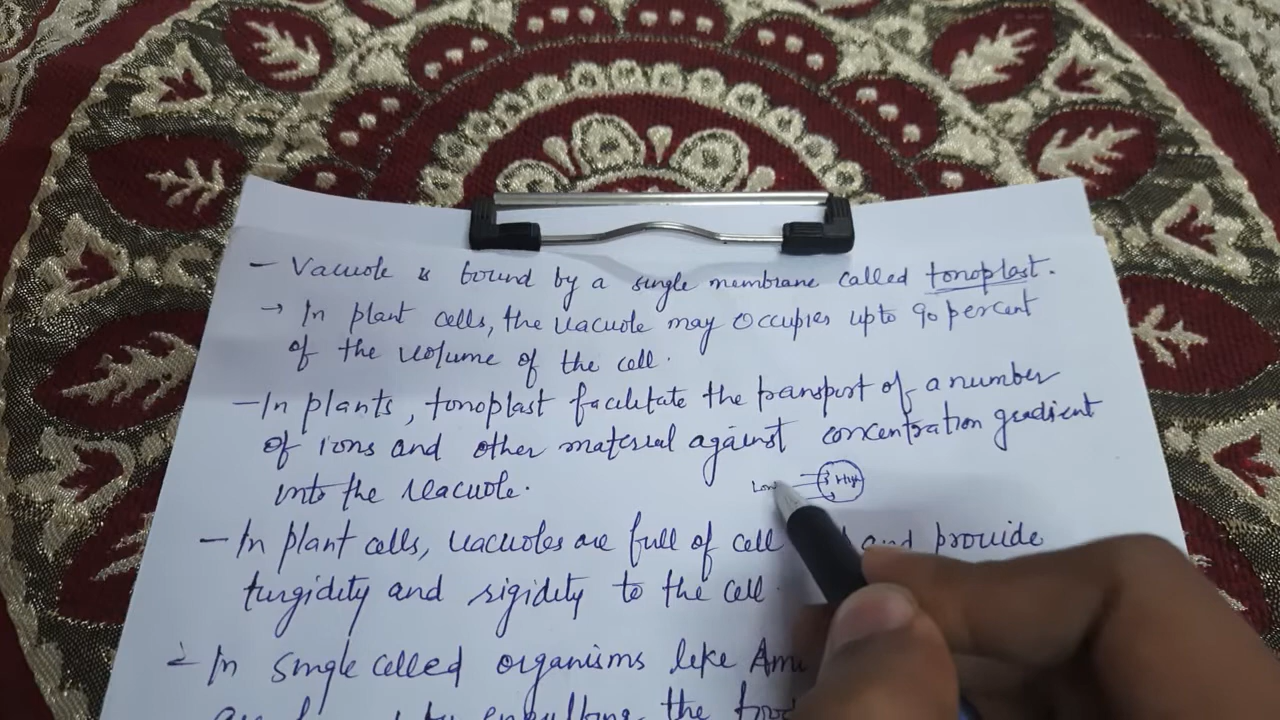 - Vacuole is bound by a single membrane called tonoplast.
→ In plant cells, the vacuole may occupies upto 90 percent
of the volume of the cell.
- In plants, tonoplast facilitate the transport of a number
of ions and other material against concentration gradient
into the vacuole.
Low High
- In plant cells, vacuoles are full of cell and provide
turgidity and rigidity to the cell.
- In single celled organisms like
the food